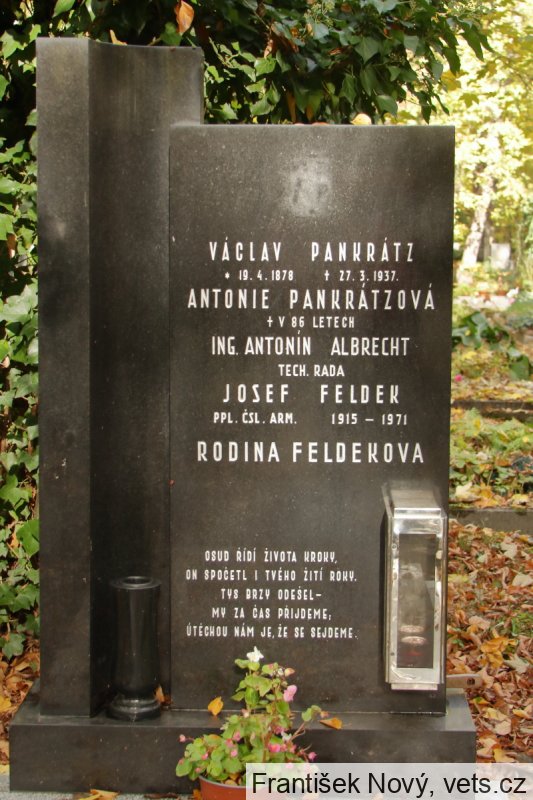 VÁCLAV PANKRÁTZ
* 19. 4. 1878 † 27. 3. 1937.
ANTONIE PANKRÁTZOVÁ
† V 86 LETECH
ING. ANTONÍN ALBRECHT
TECH. RADA
JOSEF FELDEK
PPL. ČSL. ARM. 1915 – 1971
RODINA FELDEKOVA
OSUD ŘÍDÍ ŽIVOTA KROKY,
ON SPOČETL I TVÉHO ŽITÍ ROKY.
TYS BRZY ODEŠEL–
MY ZA ČAS PŘIJDEME;
ÚTĚCHOU NÁM JE, ŽE SE SEJDEME.
František Nový, vets.cz